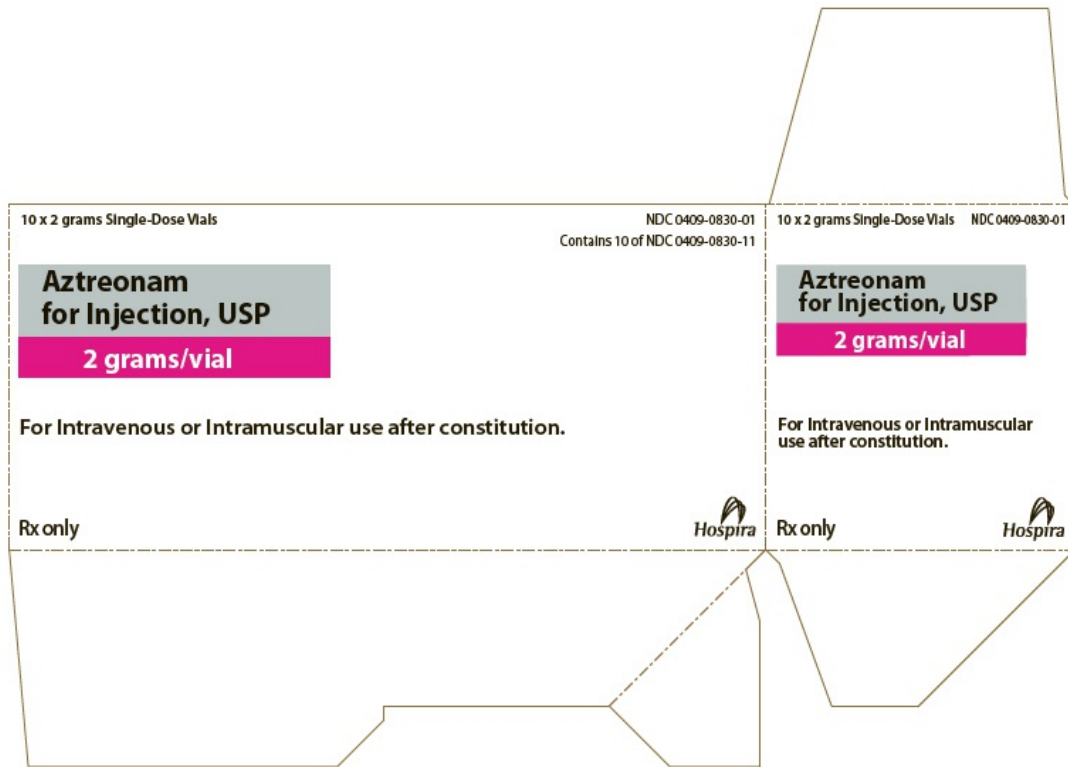 10 x 2 grams Single-Dose Vials
NDC 0409-0830-01
Contains 10 of NDC 0409-0830-11
Aztreonam
for Injection, USP
2 grams/vial
For Intravenous or Intramuscular use after constitution.
Rx only
Hospira
10 x 2 grams Single-Dose Vials
NDC 0409-0830-01
Aztreonam
for Injection, USP
2 grams/vial
For Intravenous or Intramuscular
use after constitution.
Rx only
Hospira